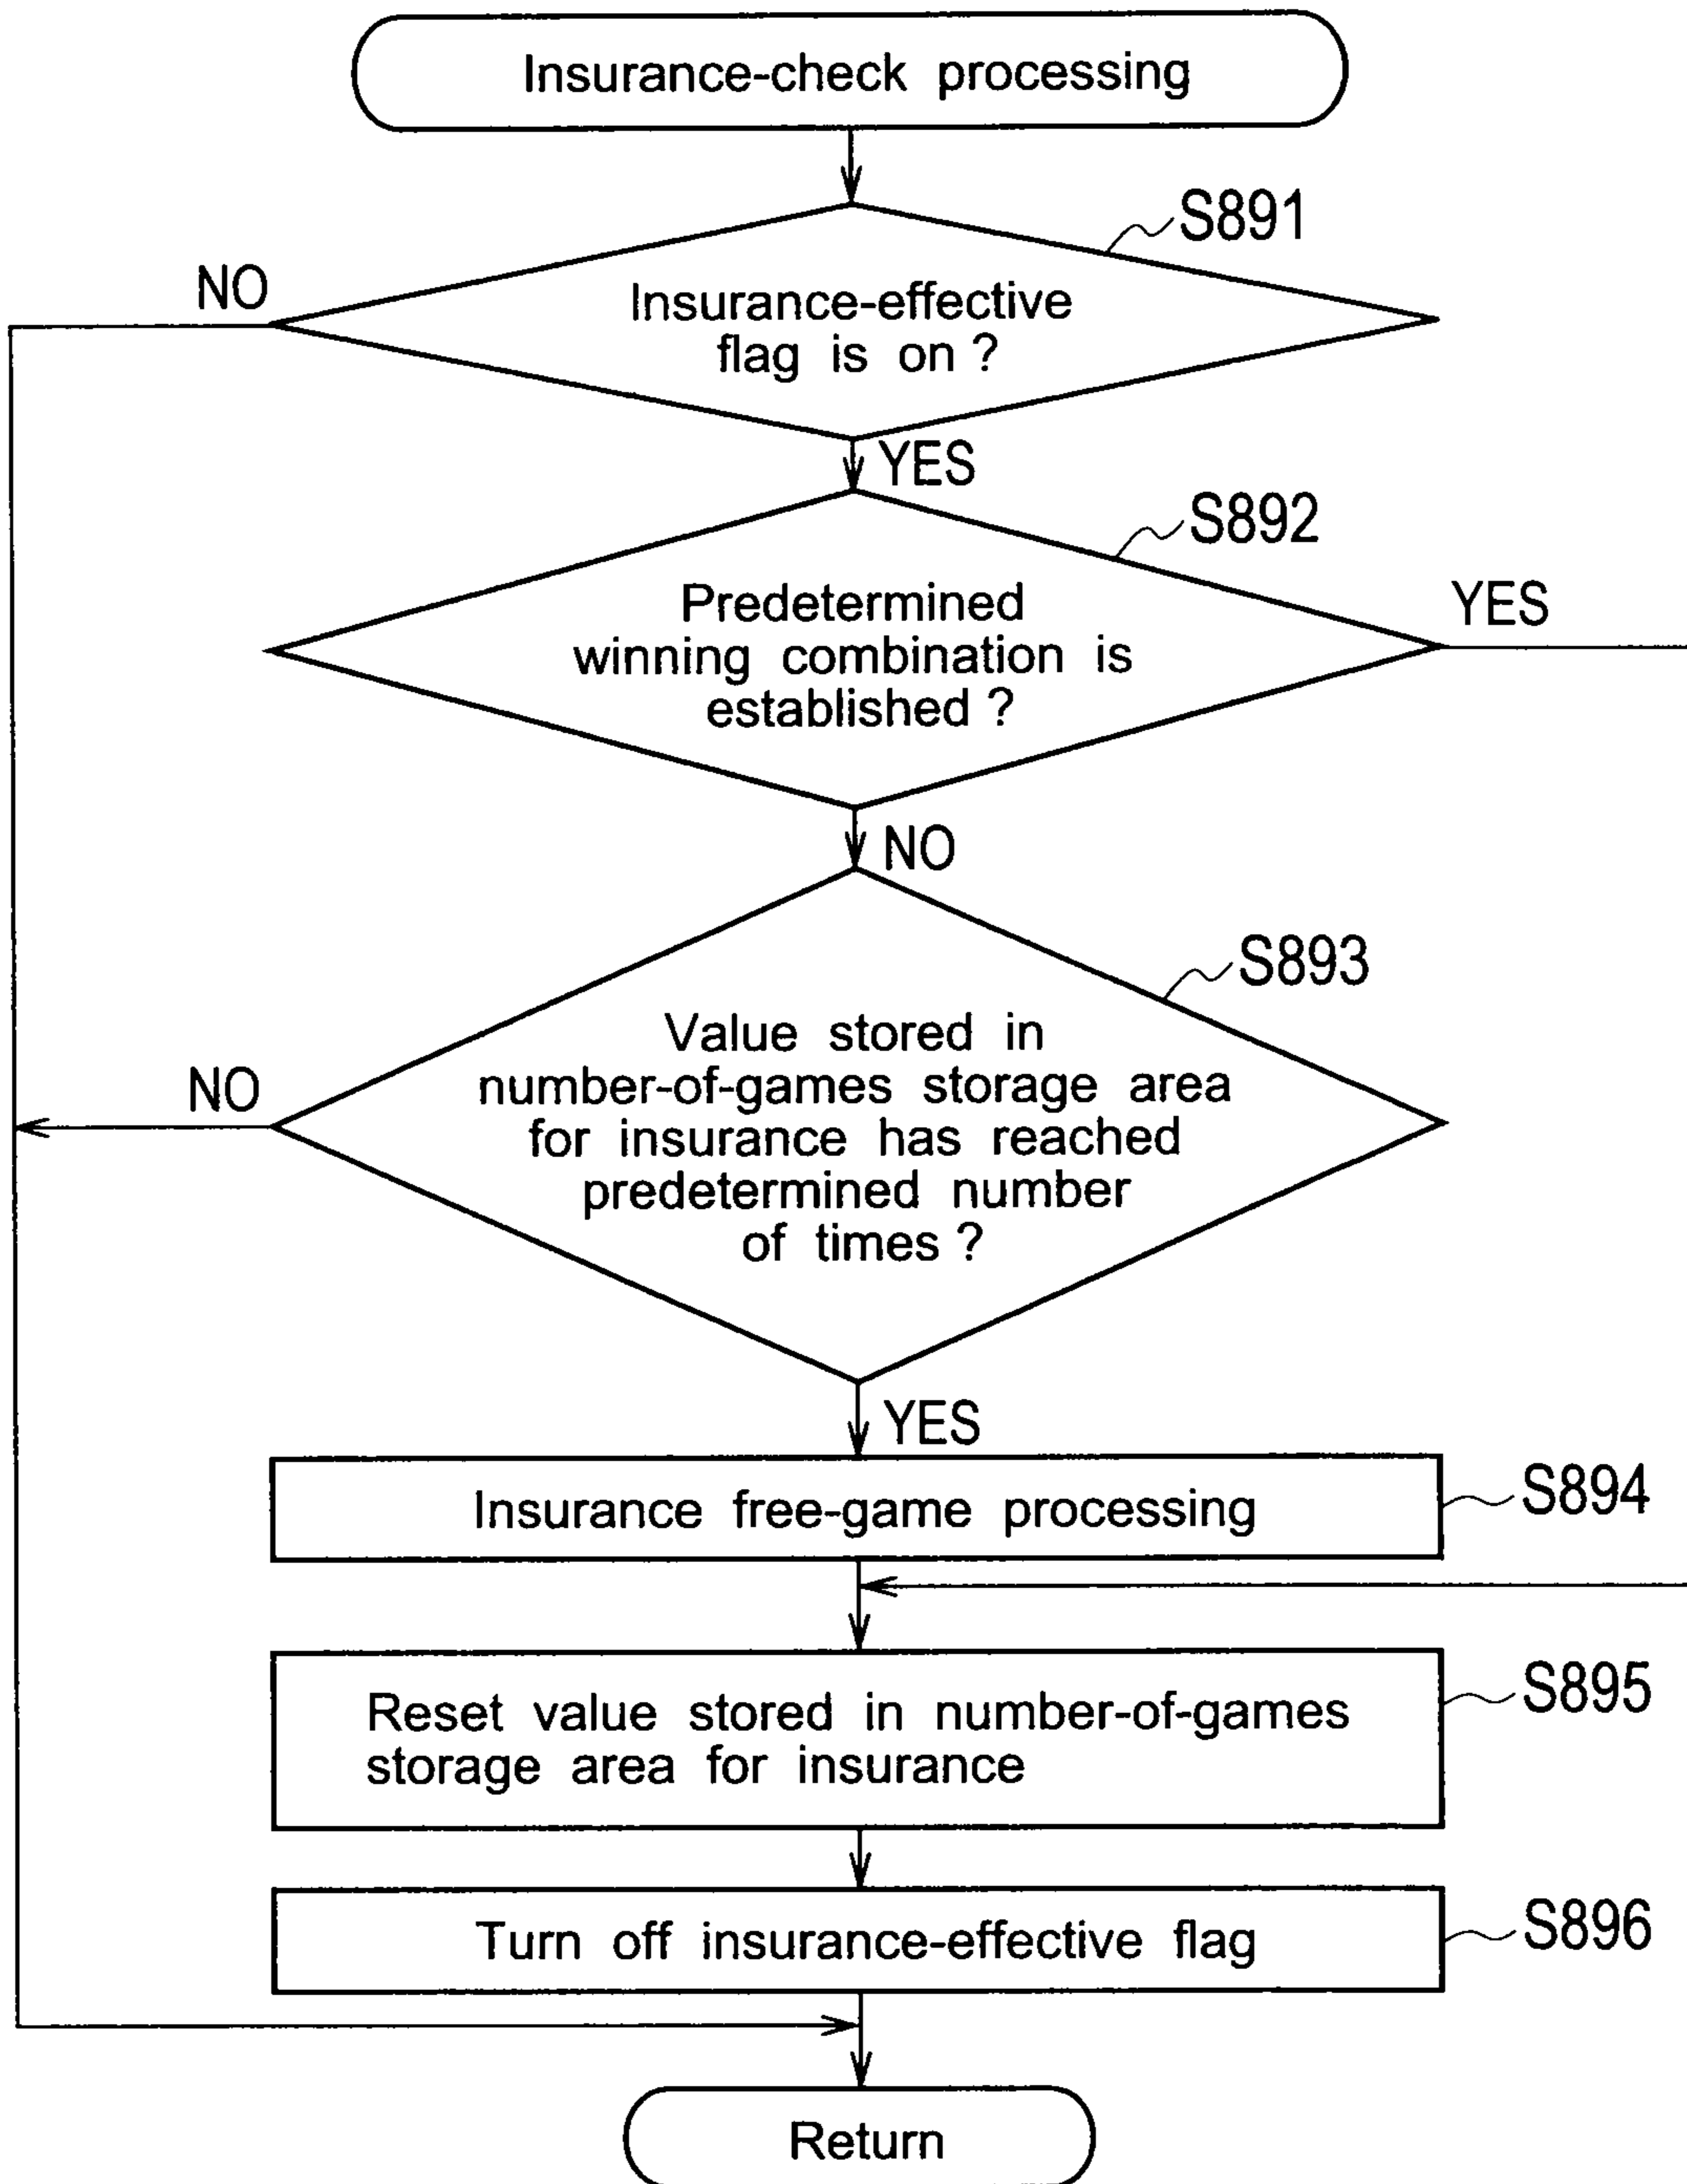 Insurance-check processing
S891
NO
Insurance-effective
flag is on ?
YES
S892
Predetermined
winning combination is
established ?
YES
NO
S893
Value stored in
number-of-games storage area
for insurance has reached
predetermined number
of times ?
NO
YES
Insurance free-game processing
S894
Reset value stored in number-of-games
storage area for insurance
S895
Turn off insurance-effective flag
S896
Return